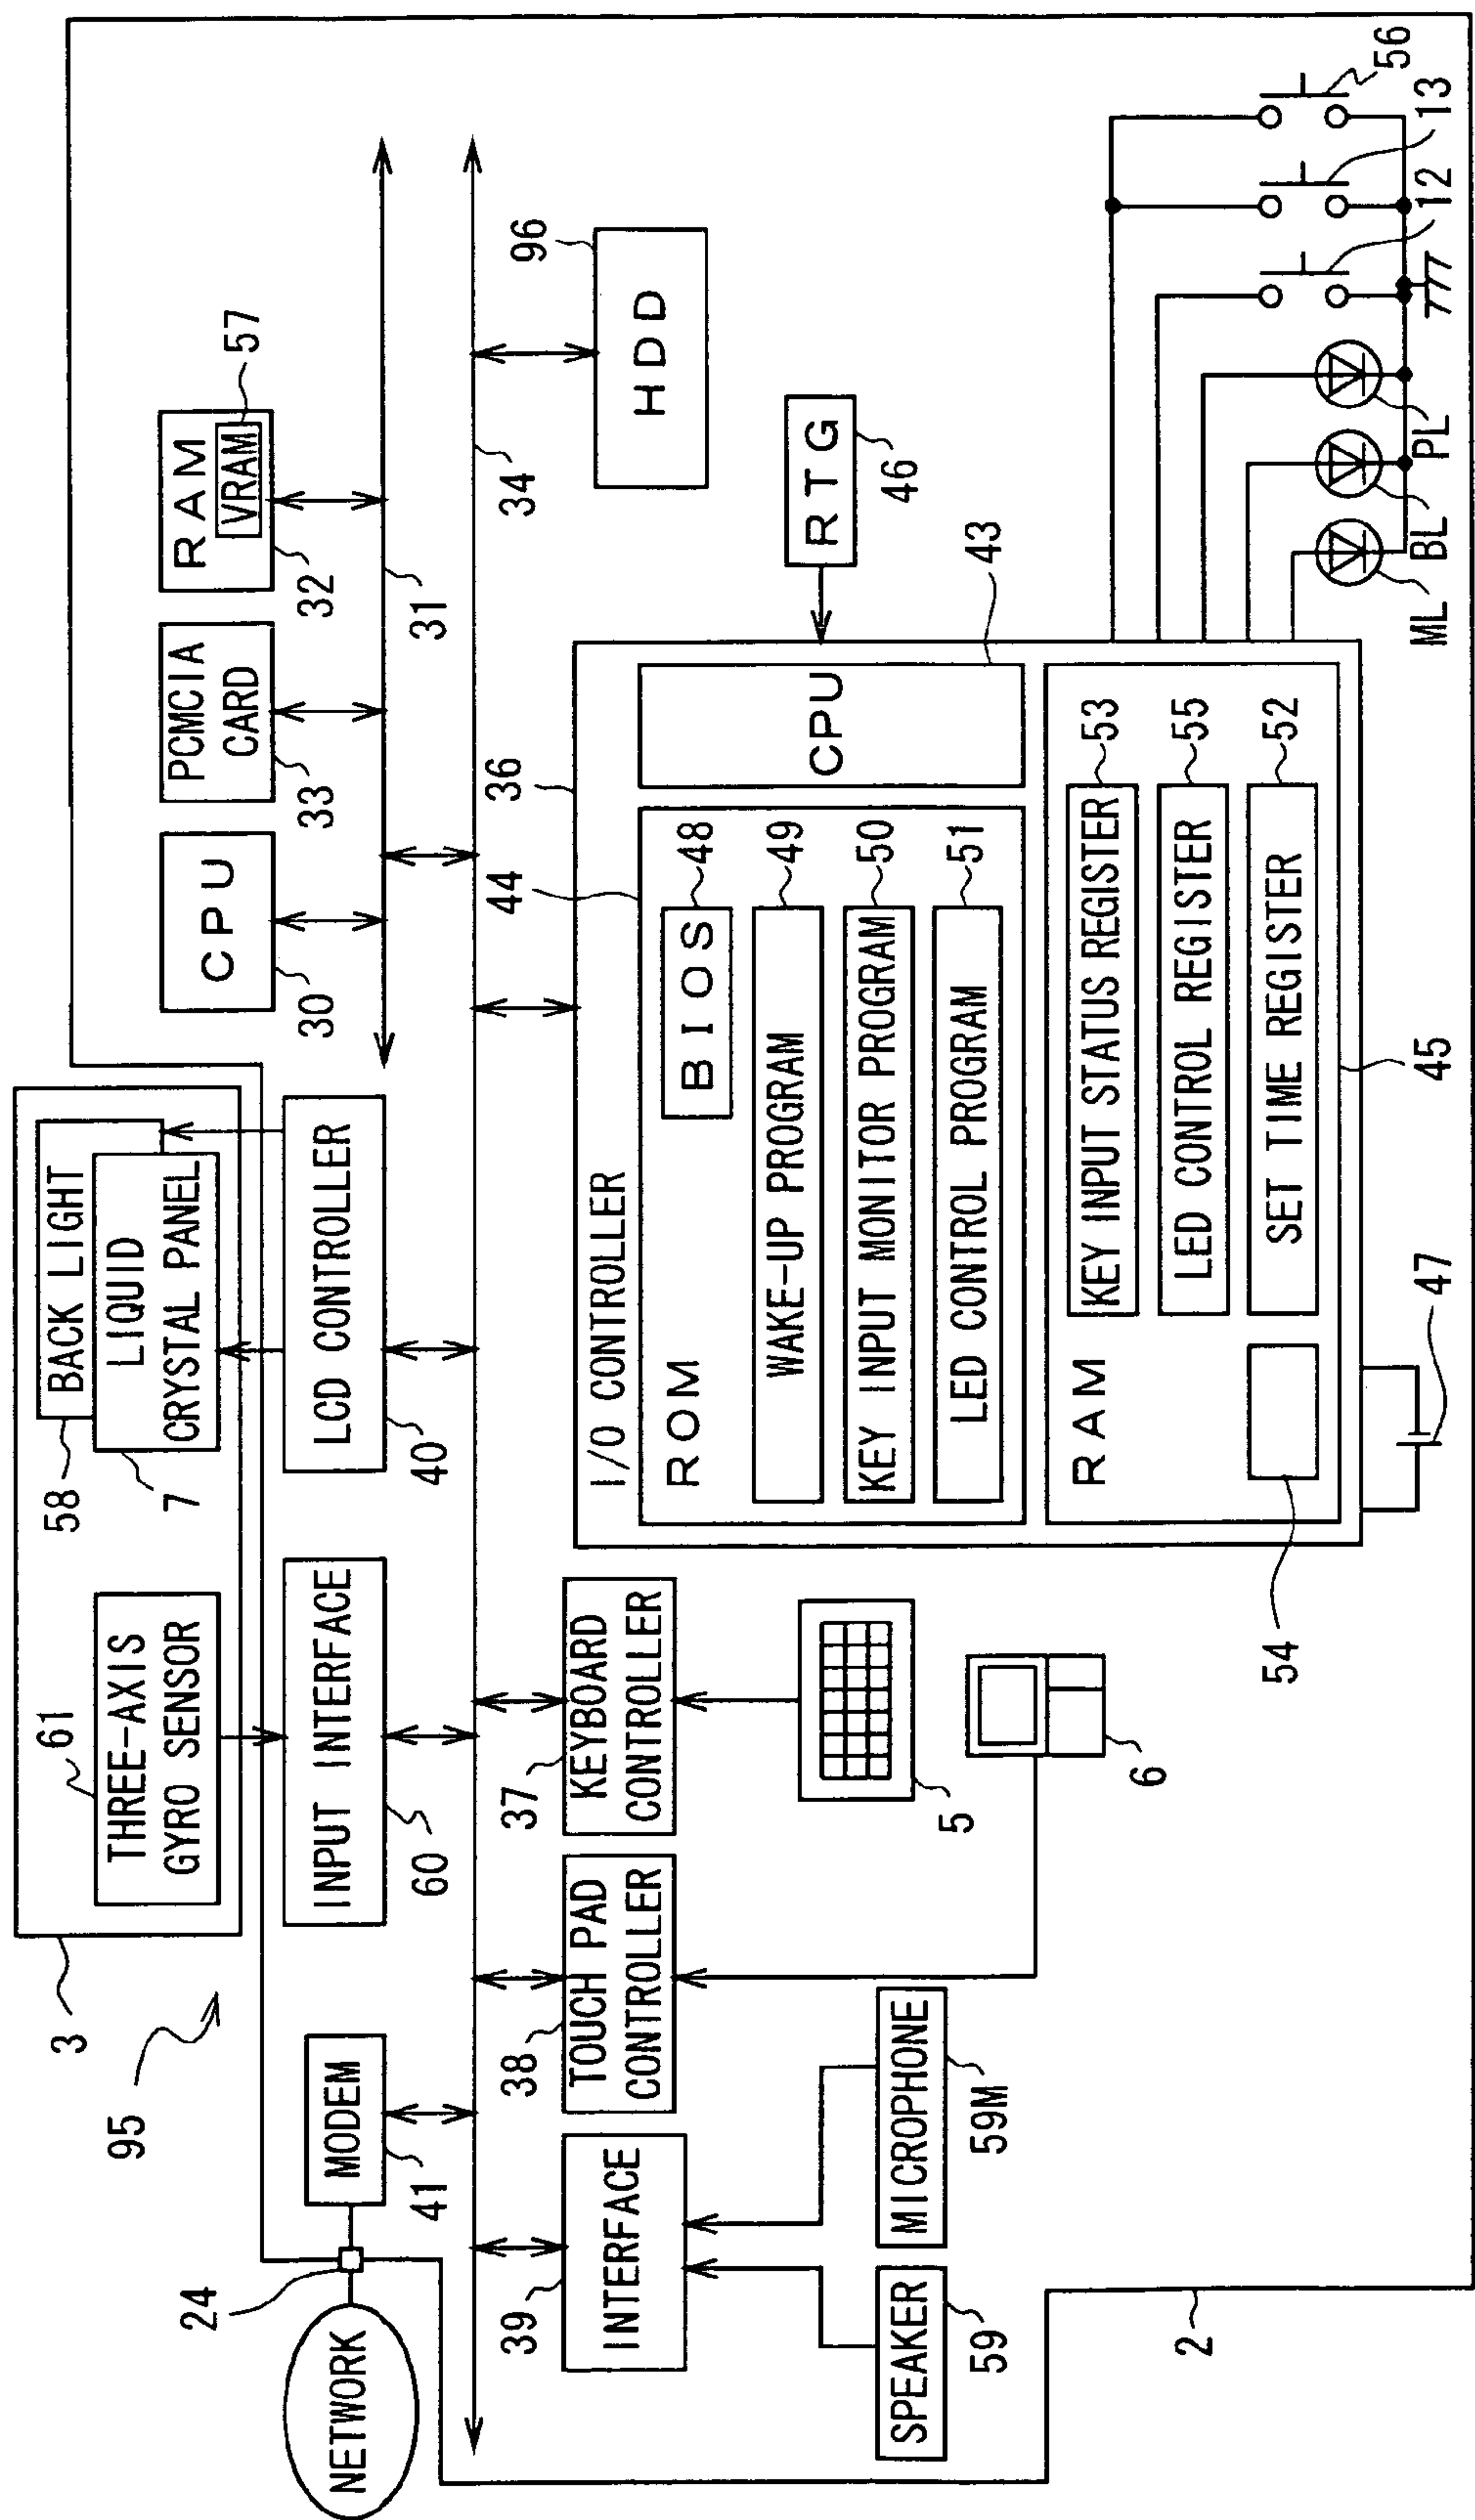 95
3
61
THREE-AXIS
GYRO SENSOR
58
BACK LIGHT
7
LIQUID
CRYSTAL PANEL
24
NETWORK
MODEM
41
INPUT INTERFACE
60
LCD CONTROLLER
40
CPU
30
PCMCIA
CARD
33
RAM
VRAM
57
32
31
34
39
INTERFACE
38
TOUCH PAD
CONTROLLER
37
KEYBOARD
CONTROLLER
44
36
96
HDD
SPEAKER
59
MICROPHONE
59M
5
6
I/O CONTROLLER
ROM
BIOS
48
WAKE-UP PROGRAM
49
KEY INPUT MONITOR PROGRAM
50
LED CONTROL PROGRAM
51
CPU
43
RTG
46
RAM
KEY INPUT STATUS REGISTER
53
LED CONTROL REGISTER
55
SET TIME REGISTER
52
54
45
47
2
ML
BL
PL
12
13
56